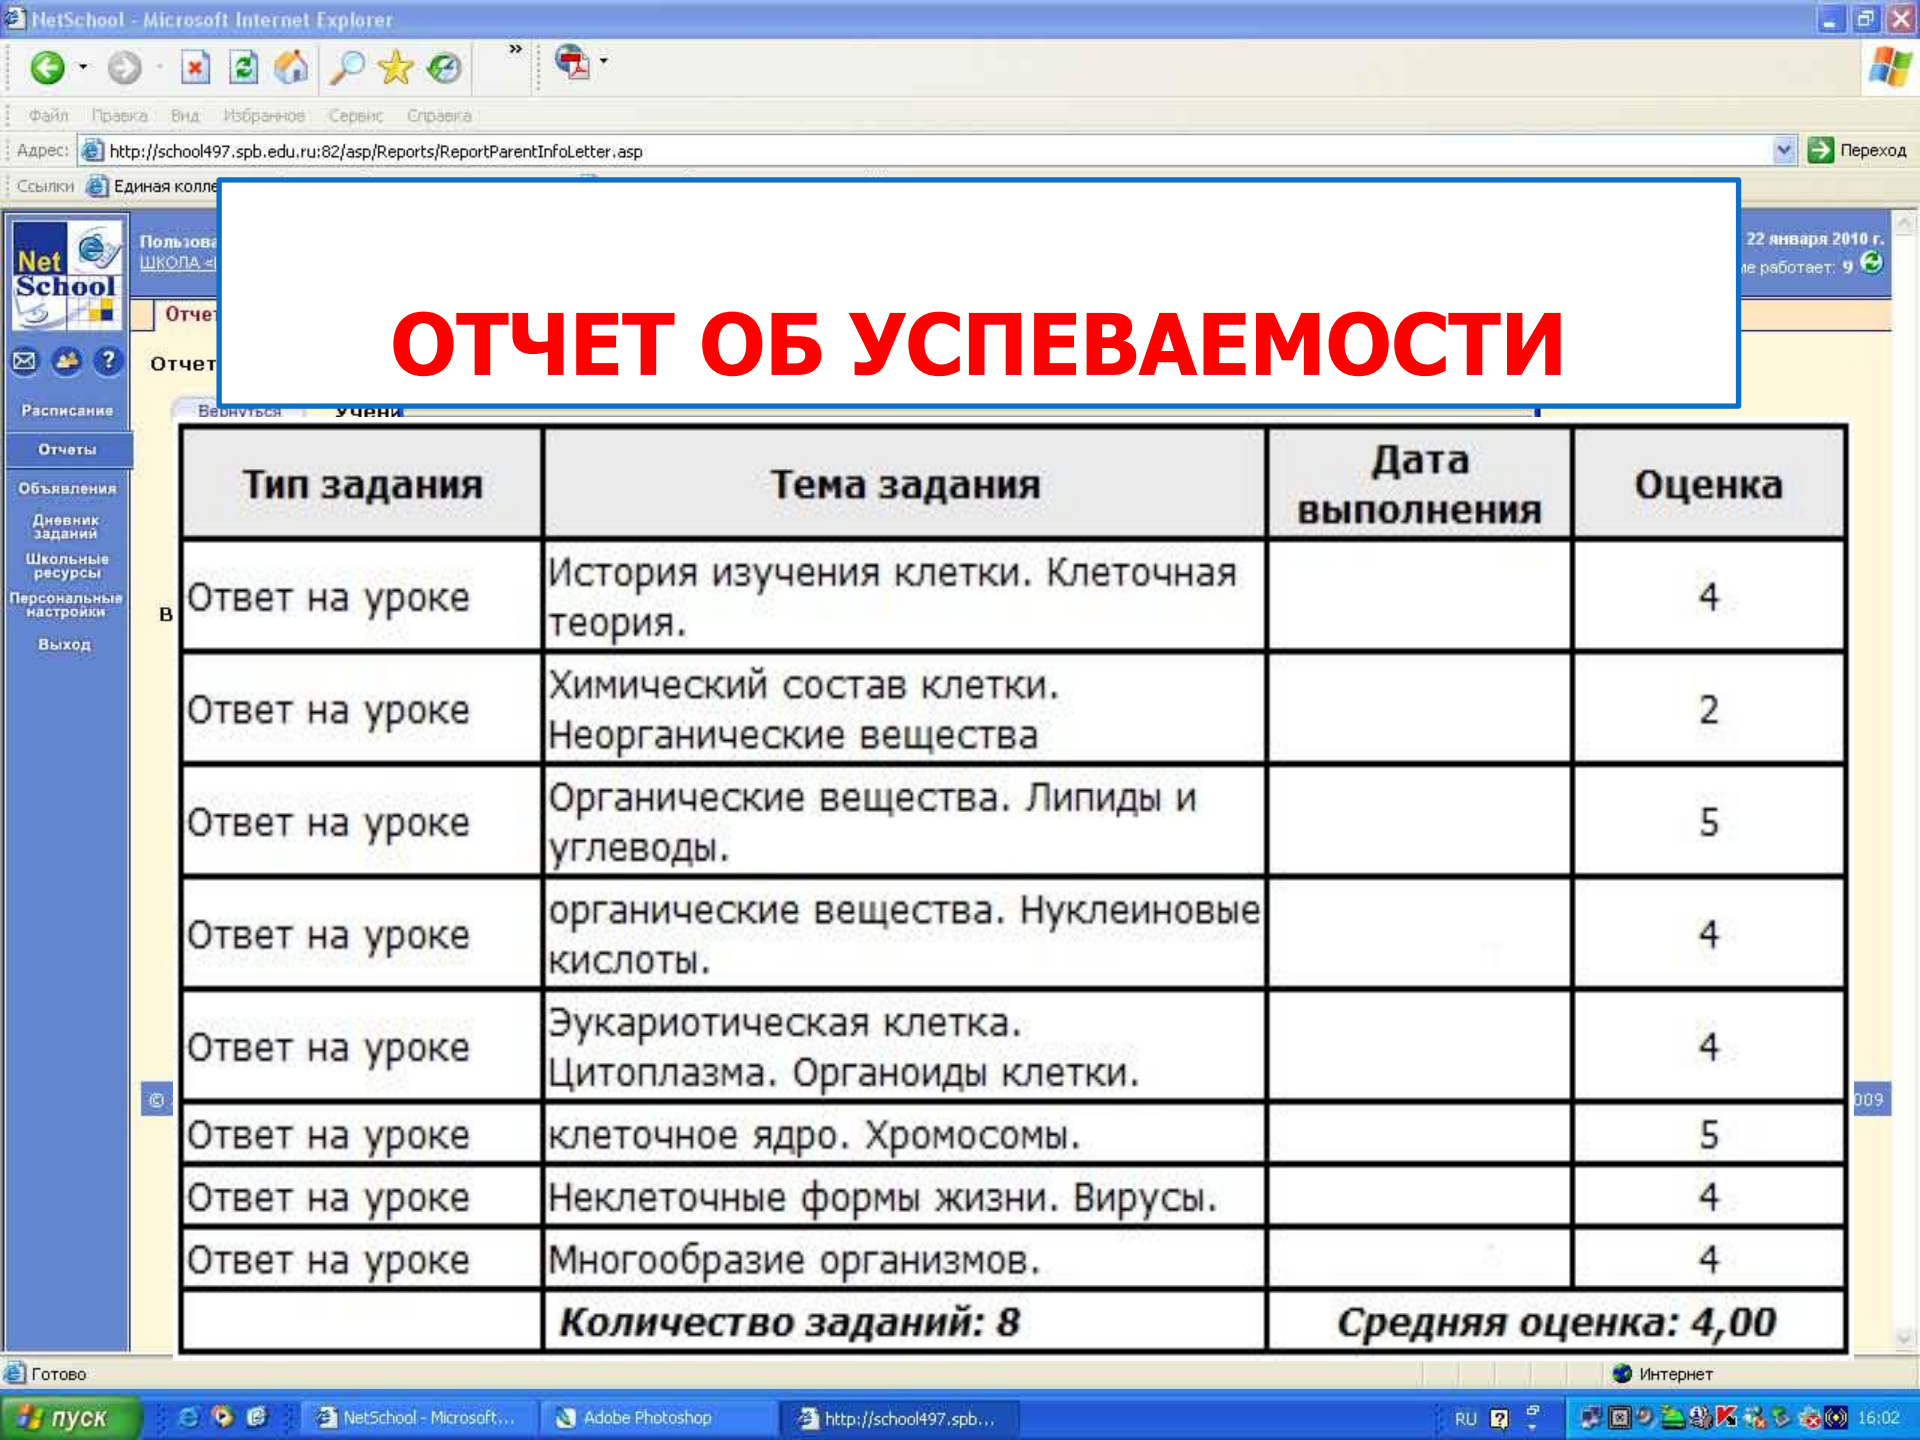 NetSchool - Microsoft Internet Explorer
Файл Правка Вид Избранное Сервис Справка
Адрес: http://school497.spb.edu.ru:82/asp/Reports/ReportParentInfoLetter.asp Переход
Ссылки Единая
22 января 2010 г.
ШКОЛА работает: 9
Net
School
ОТЧЕТ ОБ УСПЕВАЕМОСТИ
Расписание
Вернуться
Отчеты
Объявления
Дневник
заданий
Школьные
ресурсы
Персональные
настройки
Выход
В
Тип задания Тема задания Дата выполнения Оценка
Ответ на уроке История изучения клетки. Клеточная теория. 4
Ответ на уроке Химический состав клетки. Неорганические вещества 2
Ответ на уроке Органические вещества. Липиды и углеводы. 5
Ответ на уроке органические вещества. Нуклеиновые кислоты. 4
Ответ на уроке Эукариотическая клетка. Цитоплазма. Органоиды клетки. 4
Ответ на уроке клеточное ядро. Хромосомы. 5
Ответ на уроке Неклеточные формы жизни. Вирусы. 4
Ответ на уроке Многообразие организмов. 4
Количество заданий: 8 Средняя оценка: 4,00
©
009
Готово Интернет
пуск NetSchool - Microsoft... Adobe Photoshop http://school497.spb... RU 16:02